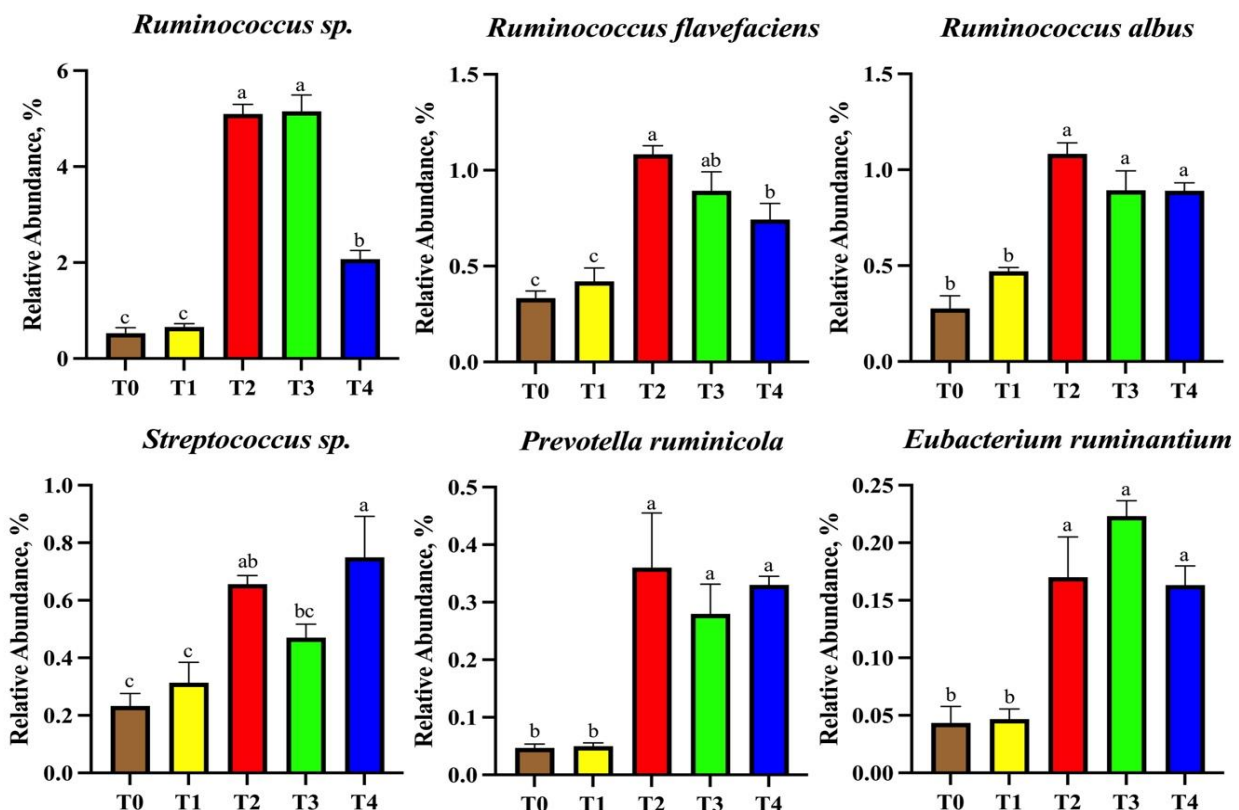 Ruminococcus sp.
Relative Abundance, %
6
4
2
0
c
c
a
a
b
T0 T1 T2 T3 T4
Ruminococcus flavefaciens
Relative Abundance, %
1.5
1.0
0.5
0.0
c
c
a
ab
b
T0 T1 T2 T3 T4
Ruminococcus albus
Relative Abundance, %
1.5
1.0
0.5
0.0
b
b
a
a
a
T0 T1 T2 T3 T4
Streptococcus sp.
Relative Abundance, %
1.0
0.8
0.6
0.4
0.2
0.0
c
c
ab
bc
a
T0 T1 T2 T3 T4
Prevotella ruminicola
Relative Abundance, %
0.5
0.4
0.3
0.2
0.1
0.0
b
b
a
a
a
T0 T1 T2 T3 T4
Eubacterium ruminantium
Relative Abundance, %
0.25
0.20
0.15
0.10
0.05
0.00
b
b
a
a
a
T0 T1 T2 T3 T4